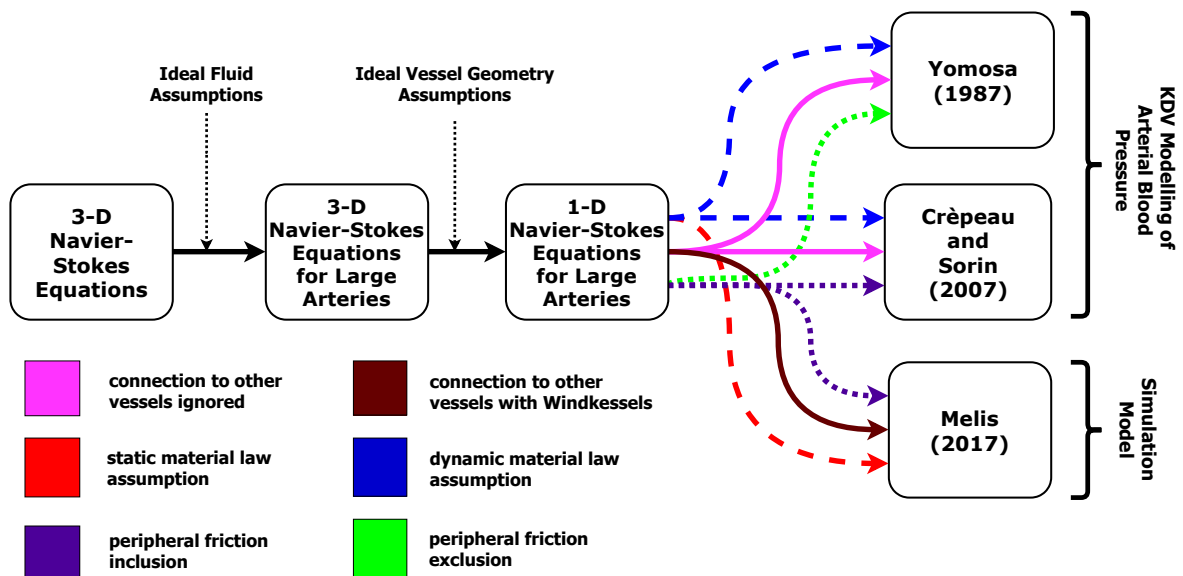 Ideal Fluid
Assumptions
Ideal Vessel Geometry
Assumptions
3-D
Navier-
Stokes
Equations
3-D
Navier-Stokes
Equations
for Large
Arteries
1-D
Navier-Stokes
Equations
for Large
Arteries
Yomosa
(1987)
Crèpeau
and
Sorin
(2007)
Melis
(2017)
KDV Modelling of
Arterial Blood
Pressure
Simulation
Model
connection to other
vessels ignored
connection to other
vessels with Windkessels
static material law
assumption
dynamic material law
assumption
peripheral friction
inclusion
peripheral friction
exclusion